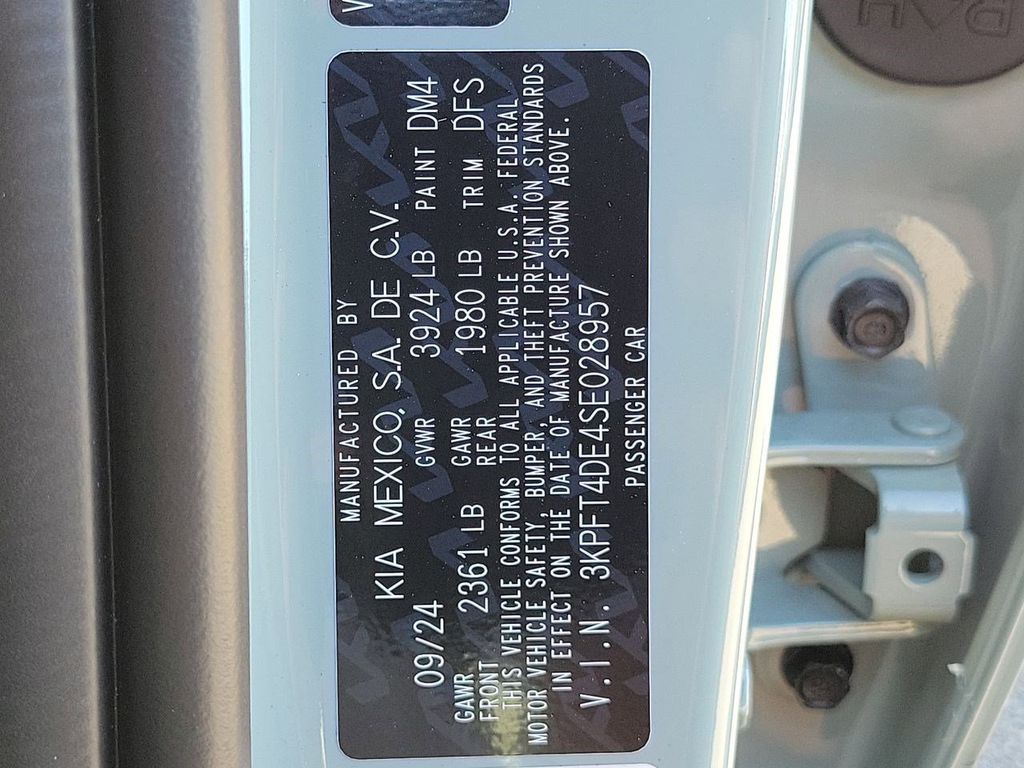 MANUFACTURED BY
KIA MEXICO, S.A. DE C.V.
09/24 GVWR 3924 LB PAINT DM4
GAWR FRONT 2361 LB GAWR REAR 1980 LB TRIM DFS
THIS VEHICLE CONFORMS TO ALL APPLICABLE U.S.A. FEDERAL
MOTOR VEHICLE SAFETY, BUMPER, AND THEFT PREVENTION STANDARDS
IN EFFECT ON THE DATE OF MANUFACTURE SHOWN ABOVE.
V.I.N. 3KPFT4DE4SE028957
PASSENGER CAR